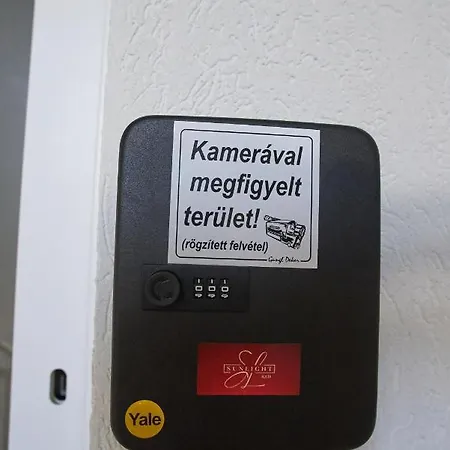 Kamerával
megfigyelt
terület!
(rögzített felvétel)
SUNLIGHT
Yale